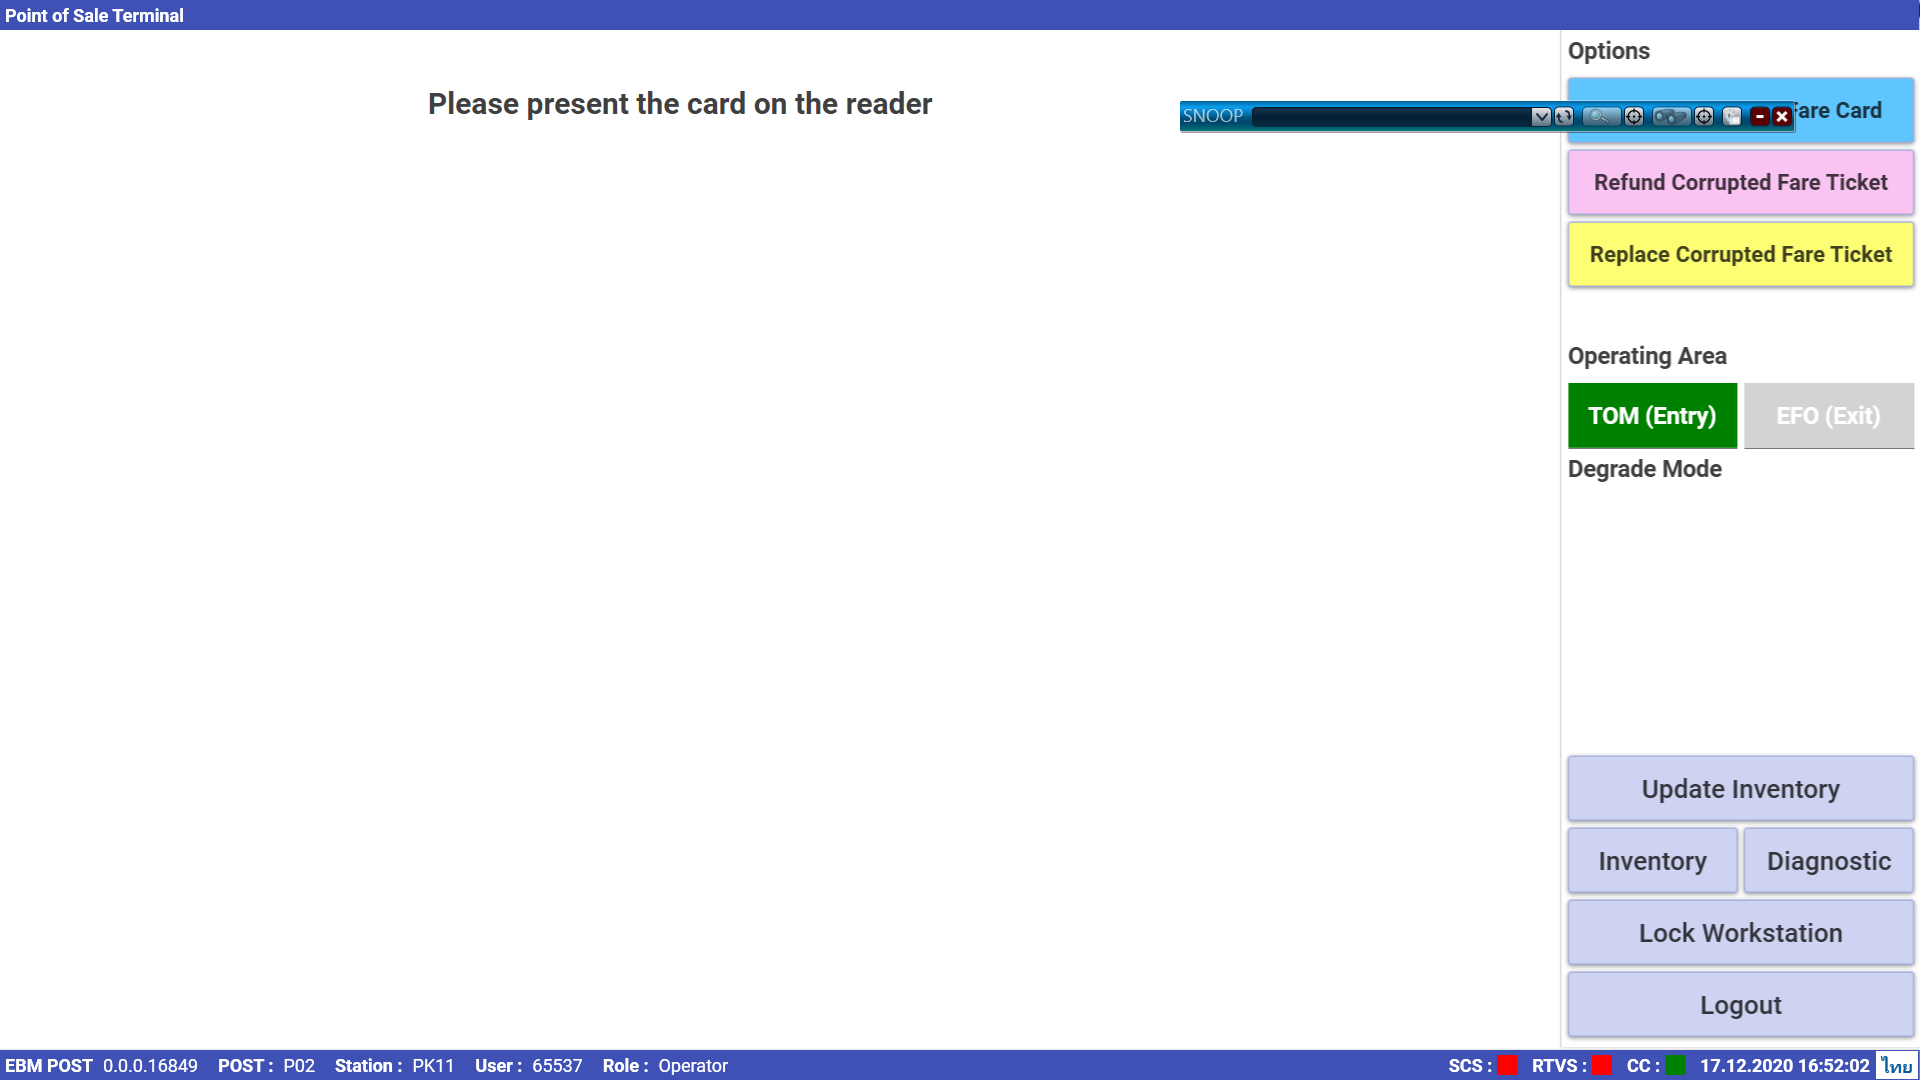 Point of Sale Terminal
Please present the card on the reader
SNOOP
Options
Fare Card
Refund Corrupted Fare Ticket
Replace Corrupted Fare Ticket
Operating Area
TOM (Entry)
EFO (Exit)
Degrade Mode
Update Inventory
Inventory
Diagnostic
Lock Workstation
Logout
EBM POST 0.0.0.16849 POST : P02 Station : PK11 User : 65537 Role : Operator SCS : RTVS : CC : 17.12.2020 16:52:02 ไทย